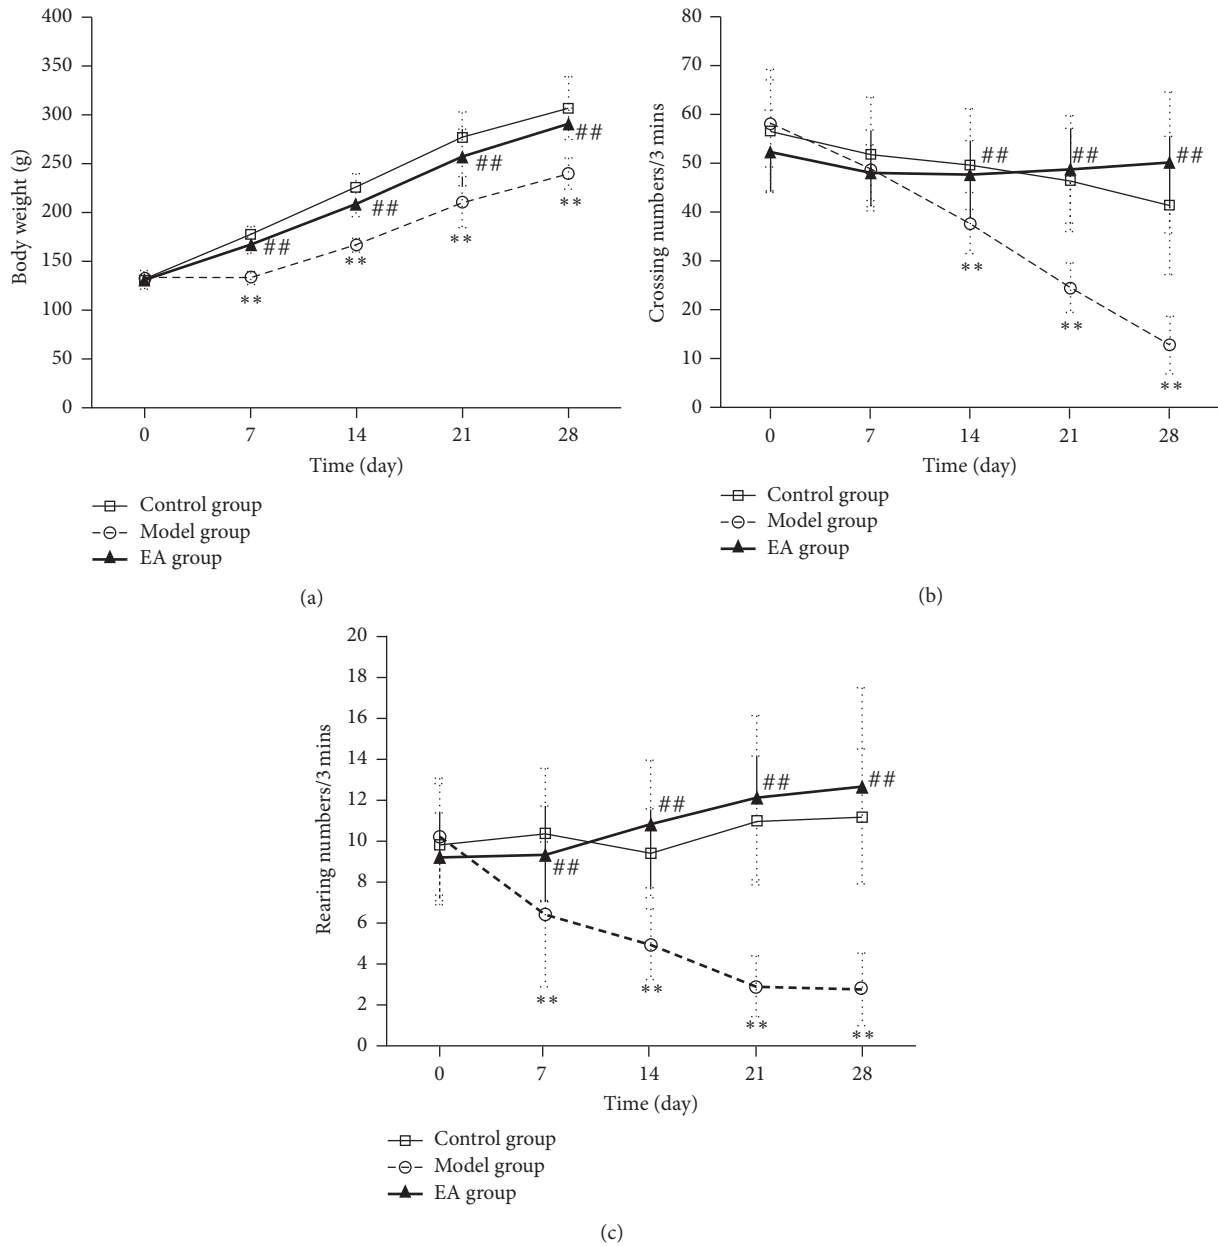 400
350
300
250
200
150
100
50
0
Body weight (g)
##
##
##
##
**
**
**
**
0 7 14 21 28
Time (day)
Control group
Model group
EA group
(a)
80
70
60
50
40
30
20
10
0
Crossing numbers/3 mins
## ## ##
**
**
**
0 7 14 21 28
Time (day)
Control group
Model group
EA group
(b)
20
18
16
14
12
10
8
6
4
2
0
Rearing numbers/3 mins
##
##
##
##
**
**
**
**
0 7 14 21 28
Time (day)
Control group
Model group
EA group
(c)